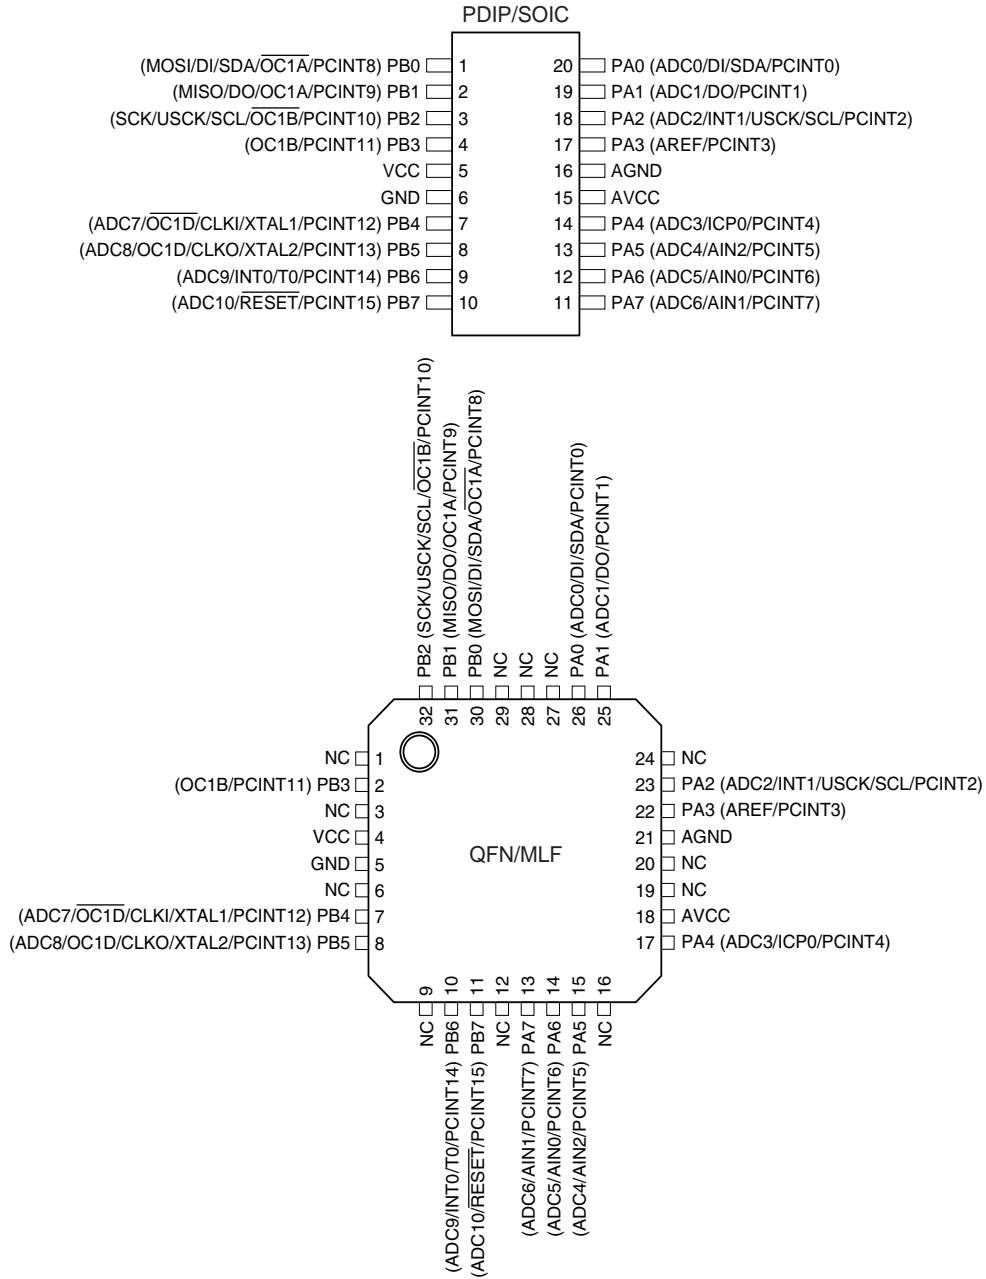 PDIP/SOIC
(MOSI/DI/SDA/OC1A/PCINT8) PB0 1 20 PA0 (ADC0/DI/SDA/PCINT0)
(MISO/DO/OC1A/PCINT9) PB1 2 19 PA1 (ADC1/DO/PCINT1)
(SCK/USCK/SCL/OC1B/PCINT10) PB2 3 18 PA2 (ADC2/INT1/USCK/SCL/PCINT2)
(OC1B/PCINT11) PB3 4 17 PA3 (AREF/PCINT3)
VCC 5 16 AGND
GND 6 15 AVCC
(ADC7/OC1D/CLKI/XTAL1/PCINT12) PB4 7 14 PA4 (ADC3/ICP0/PCINT4)
(ADC8/OC1D/CLKO/XTAL2/PCINT13) PB5 8 13 PA5 (ADC4/AIN2/PCINT5)
(ADC9/INT0/T0/PCINT14) PB6 9 12 PA6 (ADC5/AIN0/PCINT6)
(ADC10/RESET/PCINT15) PB7 10 11 PA7 (ADC6/AIN1/PCINT7)
32 PB2 (SCK/USCK/SCL/OC1B/PCINT10)
31 PB1 (MISO/DO/OC1A/PCINT9)
30 PB0 (MOSI/DI/SDA/OC1A/PCINT8)
29 NC
28 NC
27 NC
26 PA0 (ADC0/DI/SDA/PCINT0)
25 PA1 (ADC1/DO/PCINT1)
NC 1 24 NC
(OC1B/PCINT11) PB3 2 23 PA2 (ADC2/INT1/USCK/SCL/PCINT2)
NC 3 22 PA3 (AREF/PCINT3)
VCC 4 21 AGND
QFN/MLF
GND 5 20 NC
NC 6 19 NC
(ADC7/OC1D/CLKI/XTAL1/PCINT12) PB4 7 18 AVCC
(ADC8/OC1D/CLKO/XTAL2/PCINT13) PB5 8 17 PA4 (ADC3/ICP0/PCINT4)
NC 9
(ADC9/INT0/T0/PCINT14) PB6 10
(ADC10/RESET/PCINT15) PB7 11
NC 12
(ADC6/AIN1/PCINT7) PA7 13
(ADC5/AIN0/PCINT6) PA6 14
(ADC4/AIN2/PCINT5) PA5 15
NC 16